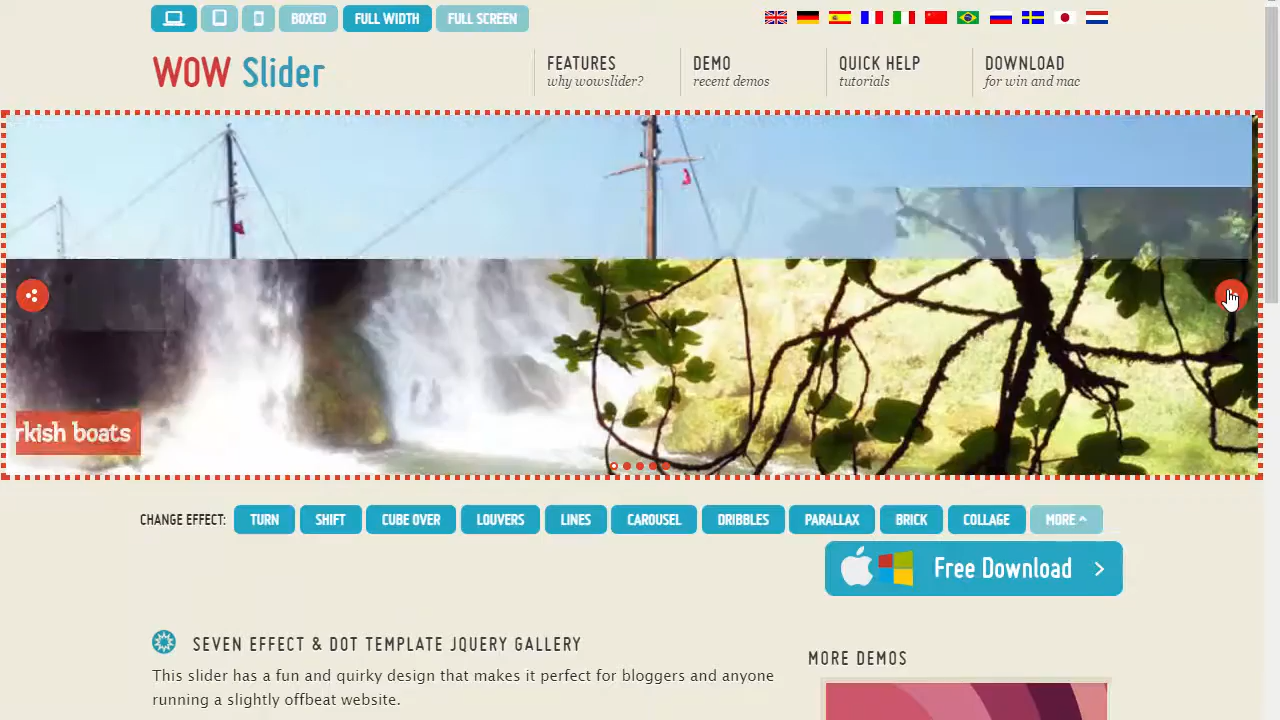 BOXED FULL WIDTH FULL SCREEN
WOW Slider
FEATURES
why wowslider?
DEMO
recent demos
QUICK HELP
tutorials
DOWNLOAD
for win and mac
rkish boats
CHANGE EFFECT: TURN SHIFT CUBE OVER LOUVERS LINES CAROUSEL DRIBBLES PARALLAX BRICK COLLAGE MORE ^
Free Download >
SEVEN EFFECT & DOT TEMPLATE JQUERY GALLERY
This slider has a fun and quirky design that makes it perfect for bloggers and anyone
running a slightly offbeat website.
MORE DEMOS